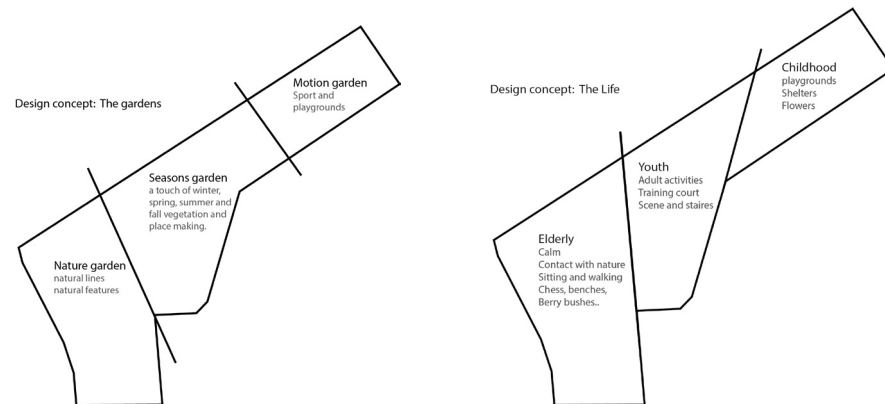 Design concept: The gardens
Motion garden
Sport and
playgrounds
Seasons garden
a touch of winter,
spring, summer and
fall vegetation and
place making.
Nature garden
natural lines
natural features
Design concept: The Life
Childhood
playgrounds
Shelters
Flowers
Youth
Adult activities
Training court
Scene and staires
Elderly
Calm
Contact with nature
Sitting and walking
Chess, benches,
Berry bushes..